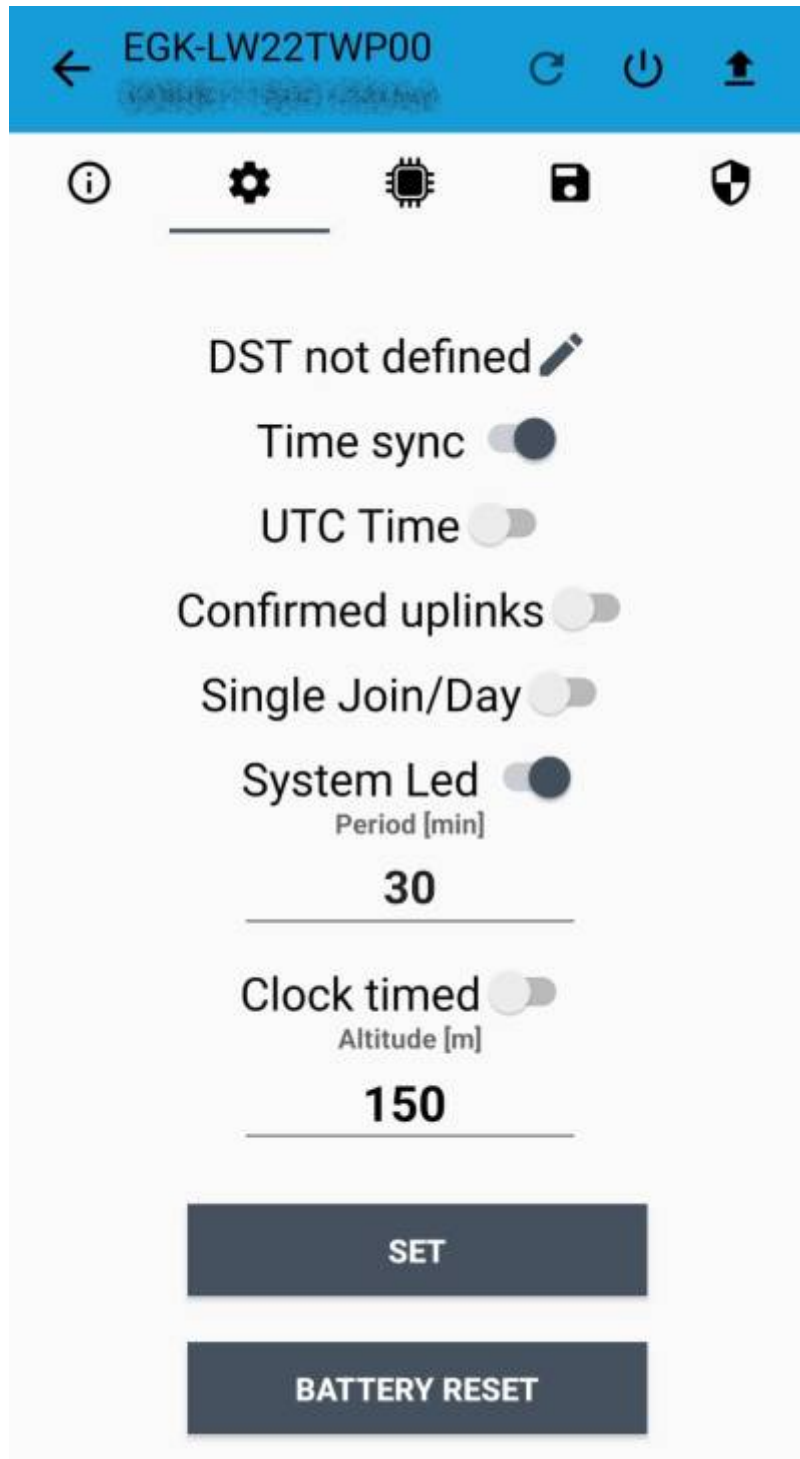 EGK-LW22TWP00
DST not defined
Time sync
UTC Time
Confirmed uplinks
Single Join/Day
System Led
Period [min]
30
Clock timed
Altitude [m]
150
SET
BATTERY RESET